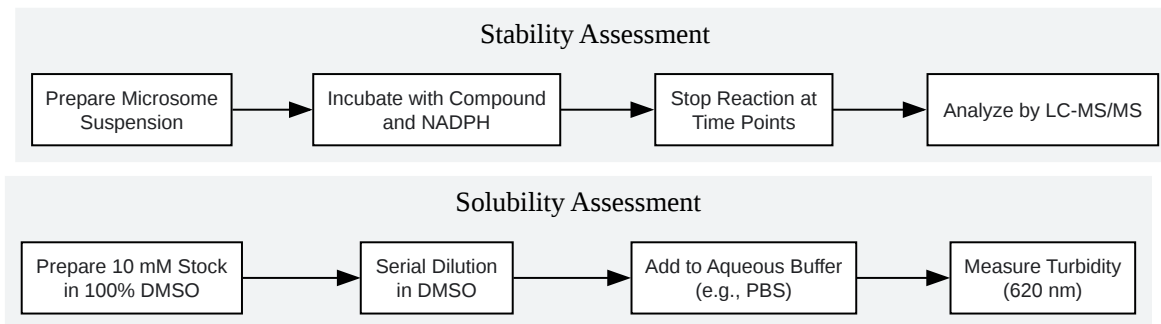 Stability Assessment
Prepare Microsome
Suspension
Incubate with Compound
and NADPH
Stop Reaction at
Time Points
Analyze by LC-MS/MS
Solubility Assessment
Prepare 10 mM Stock
in 100% DMSO
Serial Dilution
in DMSO
Add to Aqueous Buffer
(e.g., PBS)
Measure Turbidity
(620 nm)